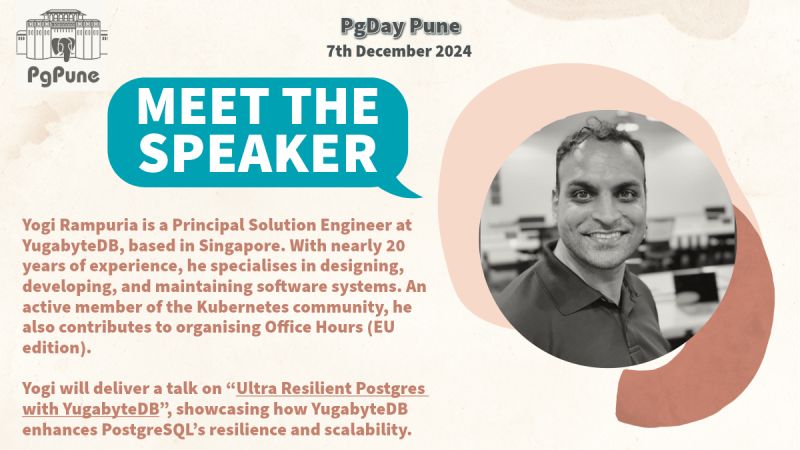 PgPune
PgDay Pune
7th December 2024
MEET THE
SPEAKER
Yogi Rampuria is a Principal Solution Engineer at
YugabyteDB, based in Singapore. With nearly 20
years of experience, he specialises in designing,
developing, and maintaining software systems. An
active member of the Kubernetes community, he
also contributes to organising Office Hours (EU
edition).
Yogi will deliver a talk on “Ultra Resilient Postgres
with YugabyteDB”, showcasing how YugabyteDB
enhances PostgreSQL’s resilience and scalability.